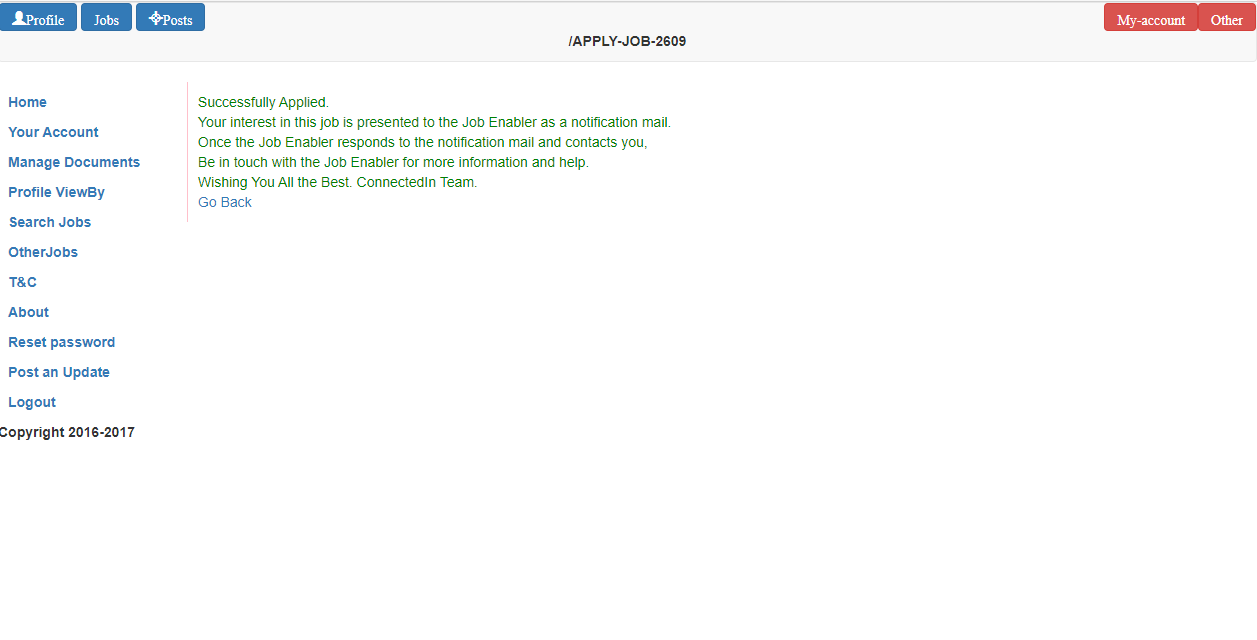 Profile Jobs Posts My-account Other
/APPLY-JOB-2609
Home
Your Account
Manage Documents
Profile ViewBy
Search Jobs
OtherJobs
T&C
About
Reset password
Post an Update
Logout
Copyright 2016-2017
Successfully Applied.
Your interest in this job is presented to the Job Enabler as a notification mail.
Once the Job Enabler responds to the notification mail and contacts you,
Be in touch with the Job Enabler for more information and help.
Wishing You All the Best. ConnectedIn Team.
Go Back